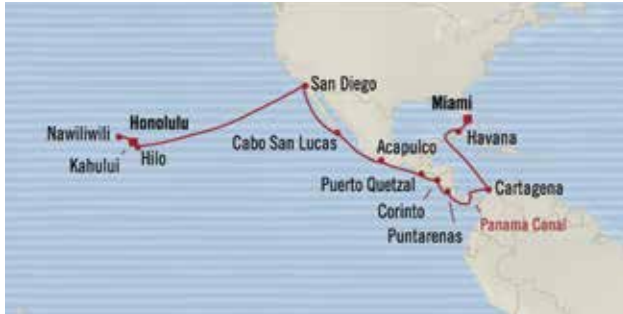 San Diego
Miami
Honolulu
Nawiliwili
Havana
Cabo San Lucas
Acapulco
Kahului
Hilo
Puerto Quetzal
Cartagena
Corinto
Panama Canal
Puntarenas